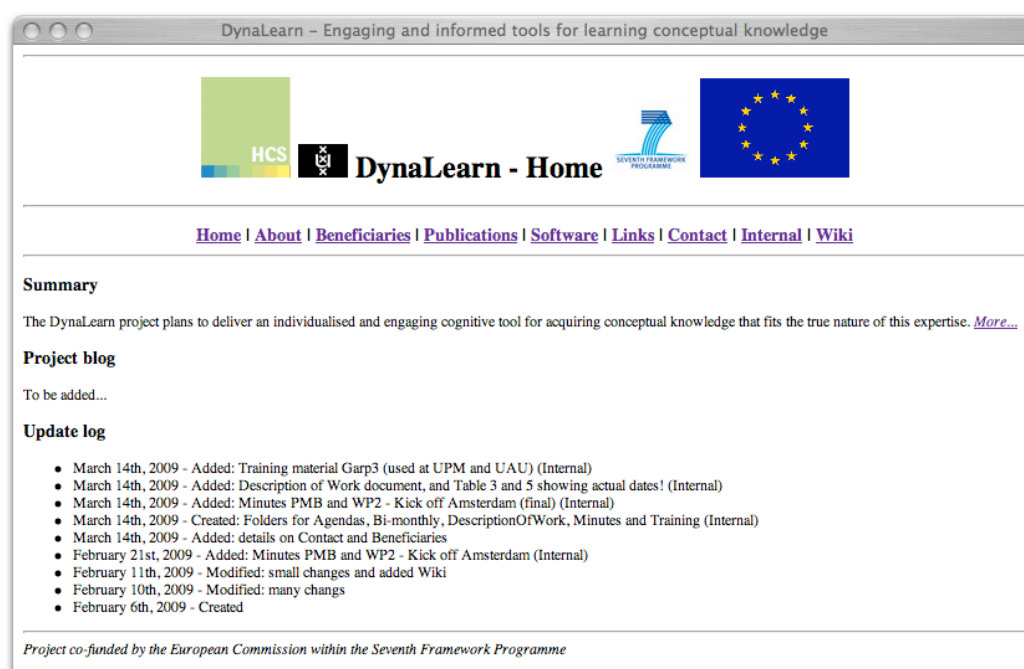 DynaLearn – Engaging and informed tools for learning conceptual knowledge
HCS
DynaLearn - Home
SEVENTH FRAMEWORK
PROGRAMME
Home | About | Beneficiaries | Publications | Software | Links | Contact | Internal | Wiki
Summary
The DynaLearn project plans to deliver an individualised and engaging cognitive tool for acquiring conceptual knowledge that fits the true nature of this expertise. More...
Project blog
To be added...
Update log
• March 14th, 2009 - Added: Training material Garp3 (used at UPM and UAU) (Internal)
• March 14th, 2009 - Added: Description of Work document, and Table 3 and 5 showing actual dates! (Internal)
• March 14th, 2009 - Added: Minutes PMB and WP2 - Kick off Amsterdam (final) (Internal)
• March 14th, 2009 - Created: Folders for Agendas, Bi-monthly, DescriptionOfWork, Minutes and Training (Internal)
• March 14th, 2009 - Added: details on Contact and Beneficiaries
• February 21st, 2009 - Added: Minutes PMB and WP2 - Kick off Amsterdam (Internal)
• February 11th, 2009 - Modified: small changes and added Wiki
• February 10th, 2009 - Modified: many changs
• February 6th, 2009 - Created
Project co-funded by the European Commission within the Seventh Framework Programme